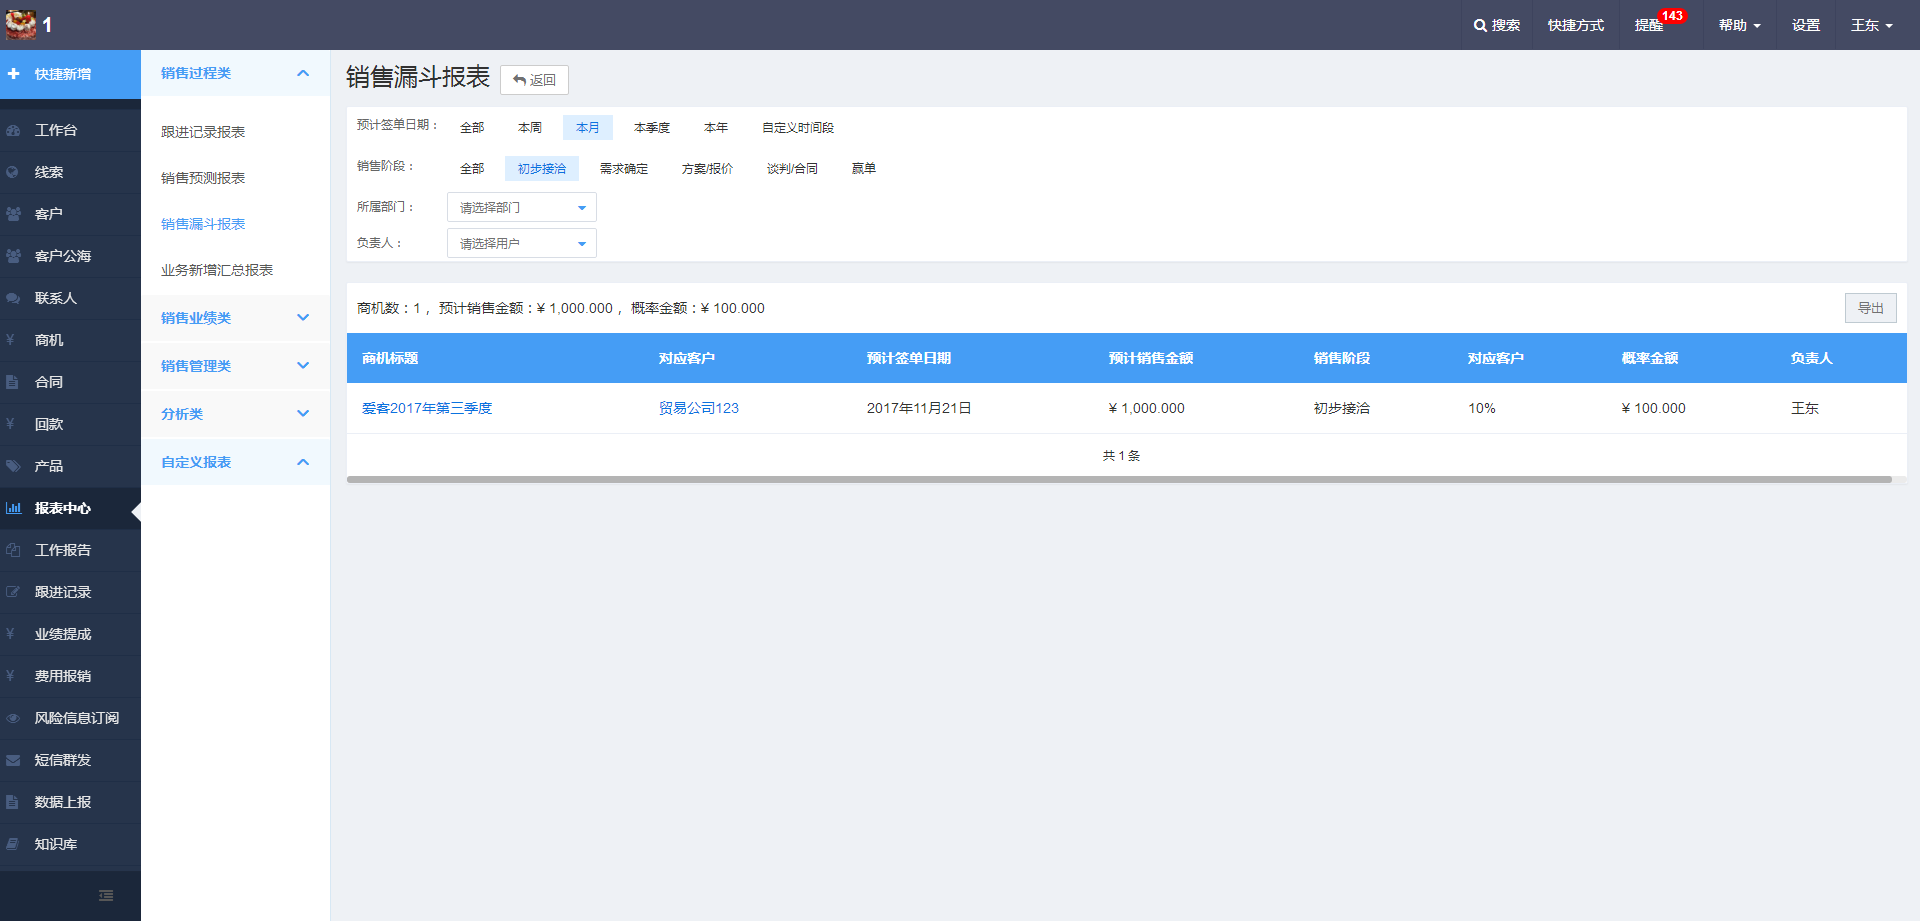 1
搜索 快捷方式 提醒 143 帮助 设置 王东
快捷新增
工作台
线索
客户
客户公海
联系人
商机
合同
回款
产品
报表中心
工作报告
跟进记录
业绩提成
费用报销
风险信息订阅
短信群发
数据上报
知识库
销售过程类
跟进记录报表
销售预测报表
销售漏斗报表
业务新增汇总报表
销售业绩类
销售管理类
分析类
自定义报表
销售漏斗报表 返回
预计签单日期： 全部 本周 本月 本季度 本年 自定义时间段
销售阶段： 全部 初步接洽 需求确定 方案/报价 谈判/合同 赢单
所属部门： 请选择部门
负责人： 请选择用户
商机数：1， 预计销售金额：¥ 1,000.000， 概率金额：¥ 100.000 导出
商机标题 对应客户 预计签单日期 预计销售金额 销售阶段 对应客户 概率金额 负责人
爱客2017年第三季度 贸易公司123 2017年11月21日 ¥ 1,000.000 初步接洽 10% ¥ 100.000 王东
共 1 条